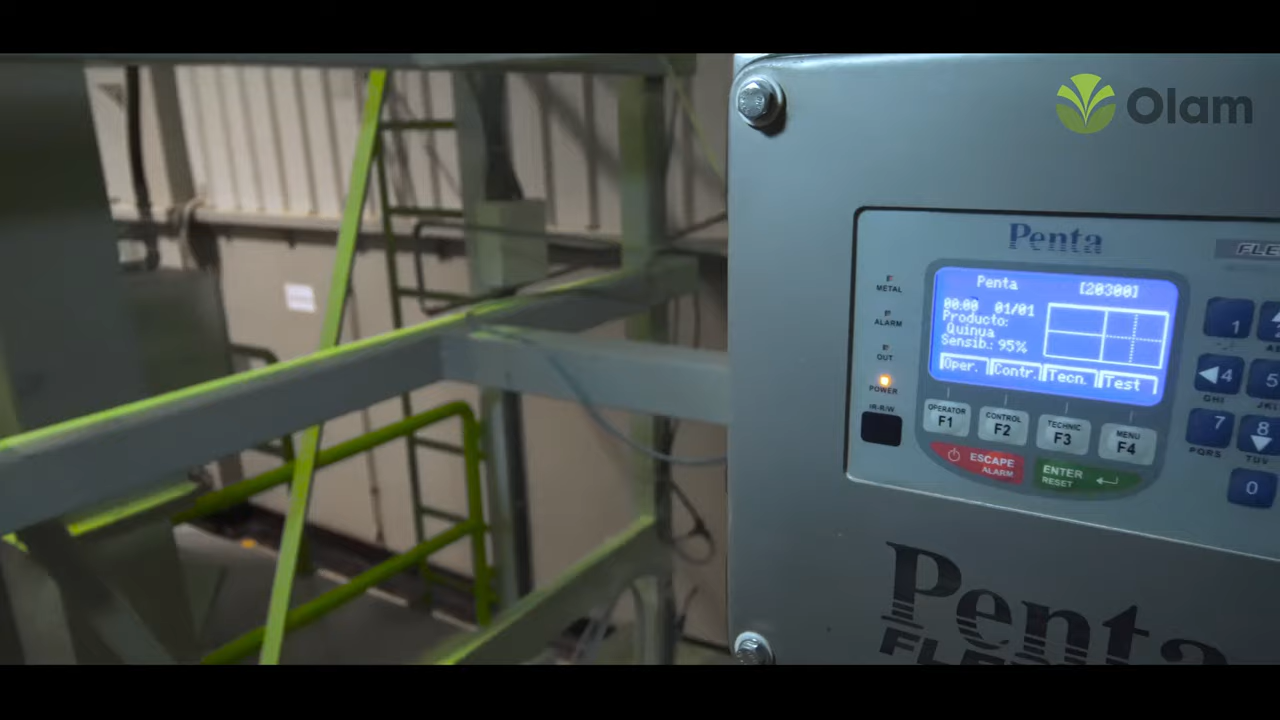 Olam
Penta
FLE
METAL
ALARM
OUT
POWER
IR-R/W
Penta [20300]
00:00 01/01
Producto:
Quinua
Sensib.: 95%
Oper. Contr. Tecn. Test
OPERATOR
F1
CONTROL
F2
TECHNIC
F3
MENU
F4
ESCAPE
ALARM
ENTER
RESET
1
4
GHI
5
JKL
7
PQRS
8
TUV
0
Penta